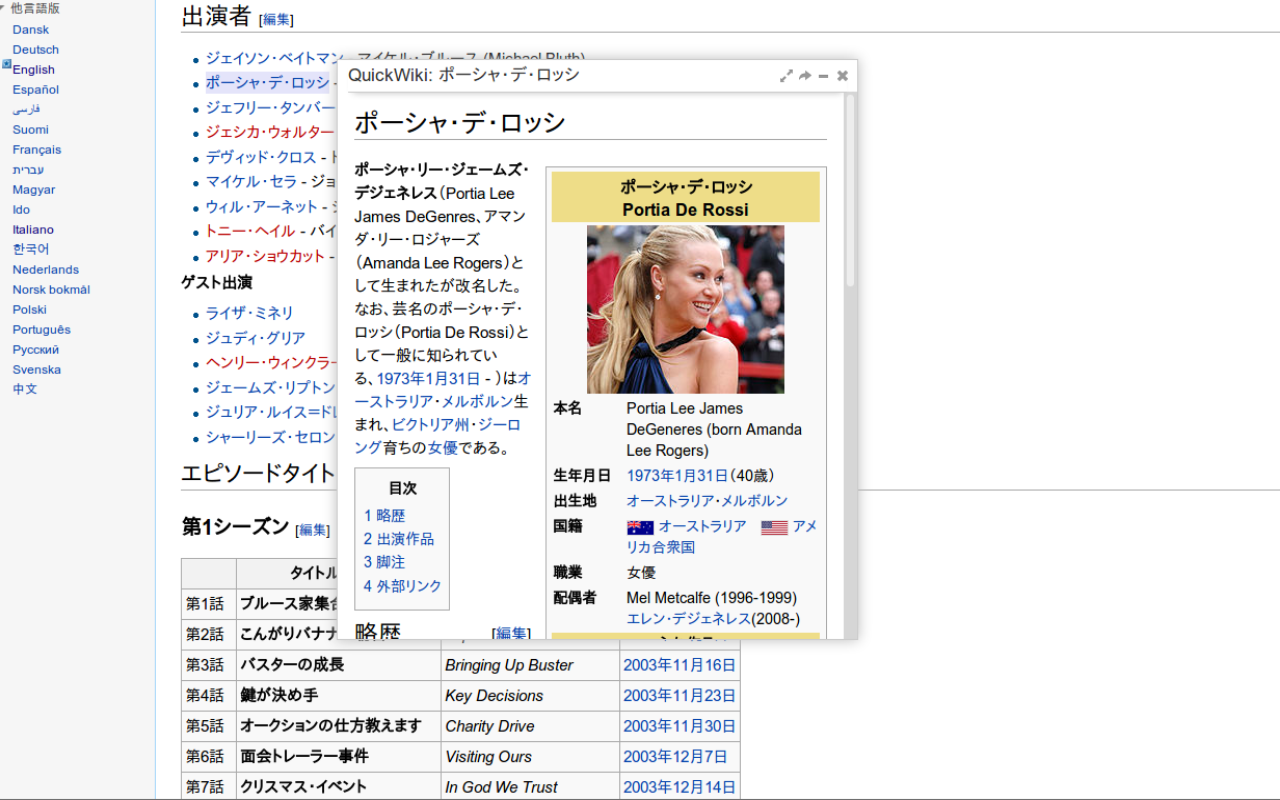 他言語版
Dansk
Deutsch
English
Español
فارسی
Suomi
Français
עברית
Magyar
Ido
Italiano
한국어
Nederlands
Norsk bokmål
Polski
Português
Русский
Svenska
中文
出演者 [編集]
ジェイソン・ベイトマン - マイケル・ブルース (Michael Bluth)
ポーシャ・デ・ロッシ -
ジェフリー・タンバー
ジェシカ・ウォルター
デヴィッド・クロス -
マイケル・セラ - ジョ
ウィル・アーネット -
トニー・ヘイル - バイ
アリア・ショウカット -
ゲスト出演
ライザ・ミネリ
ジュディ・グリア
ヘンリー・ウィンクラー
ジェームズ・リプトン
ジュリア・ルイス=ドレ
シャーリーズ・セロン
エピソードタイト
第1シーズン [編集]
タイトル
第1話 ブルース家集合
第2話 こんがりバナナ
第3話 バスターの成長 Bringing Up Buster 2003年11月16日
第4話 鍵が決め手 Key Decisions 2003年11月23日
第5話 オークションの仕方教えます Charity Drive 2003年11月30日
第6話 面会トレーラー事件 Visiting Ours 2003年12月7日
第7話 クリスマス・イベント In God We Trust 2003年12月14日
QuickWiki: ポーシャ・デ・ロッシ
ポーシャ・デ・ロッシ
ポーシャ・リー・ジェームズ・
デジェネレス(Portia Lee
James DeGenres、アマン
ダ・リー・ロジャーズ
(Amanda Lee Rogers)と
して生まれたが改名した。
なお、芸名のポーシャ・デ・
ロッシ(Portia De Rossi)と
して一般に知られてい
る、1973年1月31日 - )はオ
ーストラリア・メルボルン生
まれ、ビクトリア州・ジーロ
ング育ちの女優である。
目次
1 略歴
2 出演作品
3 脚注
4 外部リンク
略歴 [編集]
ポーシャ・デ・ロッシ
Portia De Rossi
本名 Portia Lee James
DeGeneres (born Amanda
Lee Rogers)
生年月日 1973年1月31日(40歳)
出生地 オーストラリア・メルボルン
国籍 オーストラリア アメ
リカ合衆国
職業 女優
配偶者 Mel Metcalfe (1996-1999)
エレン・デジェネレス(2008-)